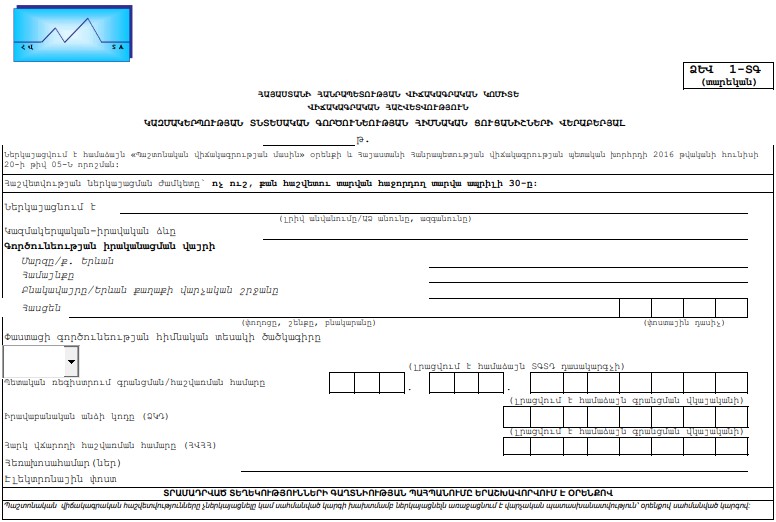 Հ Վ Տ Ա
ՁԵՎ 1-ՏԳ
(տարեկան)
ՀԱՅԱՍՏԱՆԻ ՀԱՆՐԱՊԵՏՈՒԹՅԱՆ ՎԻՃԱԿԱԳՐԱԿԱՆ ԿՈՄԻՏԵ
ՎԻՃԱԿԱԳՐԱԿԱՆ ՀԱՇՎԵՏՎՈՒԹՅՈՒՆ
ԿԱԶՄԱԿԵՐՊՈՒԹՅԱՆ ՏՆՏԵՍԱԿԱՆ ԳՈՐԾՈՒՆԵՈՒԹՅԱՆ ՀԻՄՆԱԿԱՆ ՑՈՒՑԱՆԻՇՆԵՐԻ ՎԵՐԱԲԵՐՅԱԼ
թ.
Ներկայացվում է համաձայն «Պաշտոնական վիճակագրության մասին» օրենքի և Հայաստանի Հանրապետության վիճակագրության պետական խորհրդի 2016 թվականի հունիսի
20-ի թիվ 05-Ն որոշման:
Հաշվետվության ներկայացման ժամկետը՝ ոչ ուշ, քան հաշվետու տարվան հաջորդող տարվա ապրիլի 30-ը:
Ներկայացնում է
(լրիվ անվանումը/ԱՁ անունը, ազգանունը)
Կազմակերպական-իրավական ձևը
Գործունեության իրականացման վայրի
Մարզը/ք. Երևան
Համայնքը
Բնակավայրը/Երևան քաղաքի վարչական շրջանը
Հասցեն
(փողոցը, շենքը, բնակարանը) (փոստային դասիչ)
Փաստացի գործունեության հիմնական տեսակի ծածկագիրը
(լրացվում է համաձայն ՏԳՏԴ դասակարգչի)
Պետական ռեգիստրում գրանցման/հաշվառման համարը . .
(լրացվում է համաձայն գրանցման վկայականի)
Իրավաբանական անձի կոդը (ՁԿԴ)
(լրացվում է համաձայն գրանցման վկայականի)
Հարկ վճարողի հաշվառման համարը (ՀՎՀՀ)
Հեռախոսահամար(ներ)
Էլեկտրոնային փոստ
ՏՐԱՄԱԴՐՎԱԾ ՏԵՂԵԿՈՒԹՅՈՒՆՆԵՐԻ ԳԱՂՏՆԻՈՒԹՅԱՆ ՊԱՀՊԱՆՈՒՄԸ ԵՐԱՇԽԱՎՈՐՎՈՒՄ Է ՕՐԵՆՔՈՎ
Պաշտոնական վիճակագրական հաշվետվությունները չներկայացնելը կամ սահմանված կարգի խախտմամբ ներկայացնելն առաջացնում է վարչական պատասխանատվություն՝ օրենքով սահմանված կարգով: